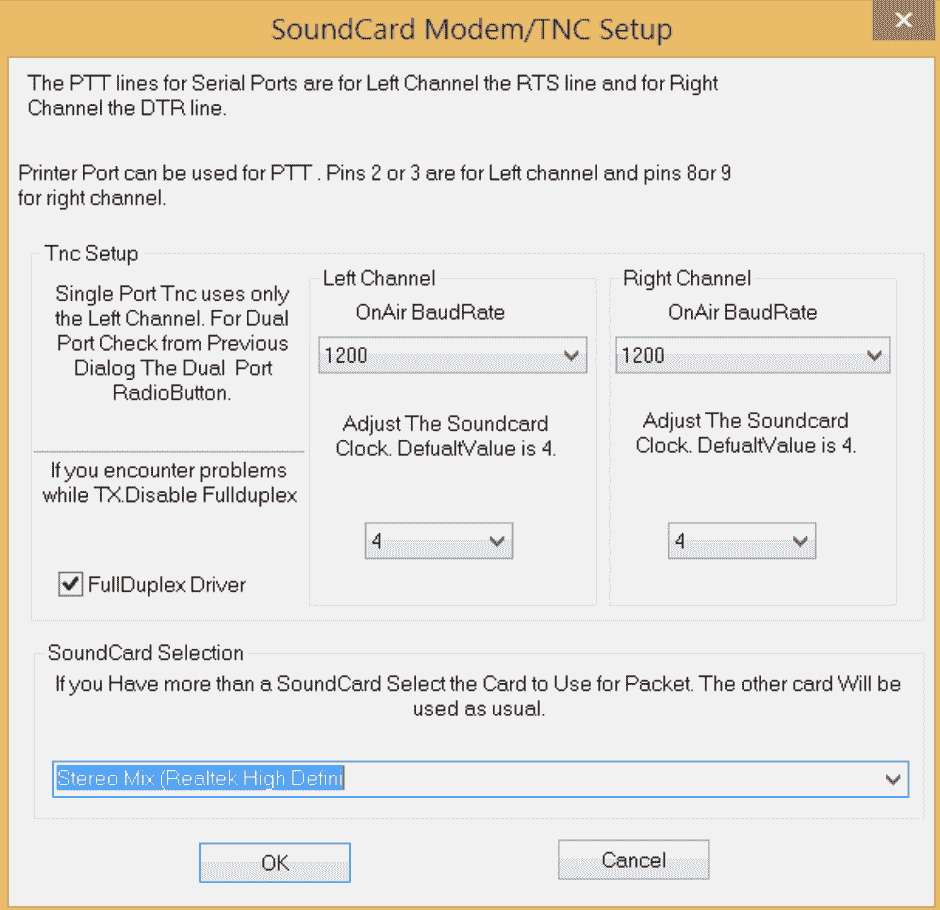 SoundCard Modem/TNC Setup
The PTT lines for Serial Ports are for Left Channel the RTS line and for Right
Channel the DTR line.
Printer Port can be used for PTT . Pins 2 or 3 are for Left channel and pins 8or 9
for right channel.
Tnc Setup
Single Port Tnc uses only
the Left Channel. For Dual
Port Check from Previous
Dialog The Dual Port
RadioButton.
If you encounter problems
while TX.Disable Fullduplex
FullDuplex Driver
Left Channel
OnAir BaudRate
1200
Adjust The Soundcard
Clock. DefualtValue is 4.
4
Right Channel
OnAir BaudRate
1200
Adjust The Soundcard
Clock. DefualtValue is 4.
4
SoundCard Selection
If you Have more than a SoundCard Select the Card to Use for Packet. The other card Will be
used as usual.
Stereo Mix (Realtek High Defini
OK
Cancel